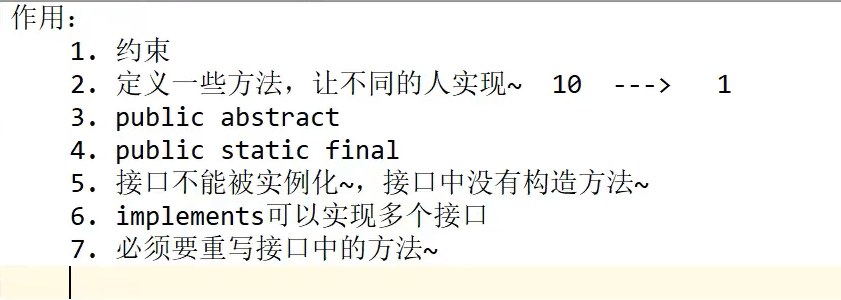 作用：
1. 约束
2. 定义一些方法，让不同的人实现~  10  --->   1
3. public abstract
4. public static final
5. 接口不能被实例化~，接口中没有构造方法~
6. implements可以实现多个接口
7. 必须要重写接口中的方法~